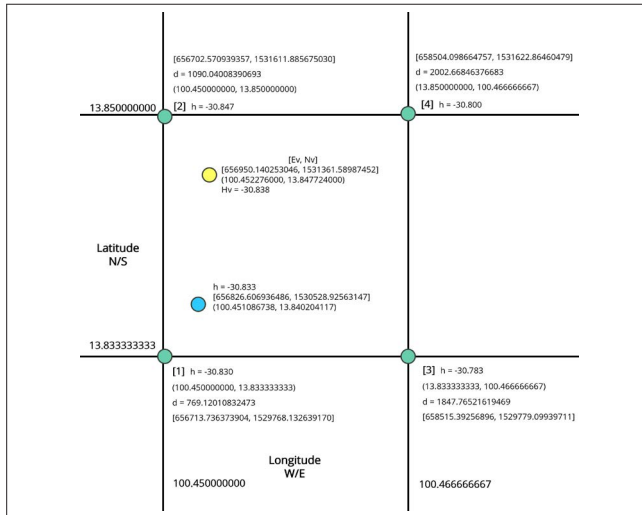 [656702.570939357, 1531611.885675030]
d = 1090.04008390693
(100.450000000, 13.850000000)
13.850000000
[2] h = -30.847
[658504.098664757, 1531622.86460479]
d = 2002.66846376683
(13.850000000, 100.466666667)
[4] h = -30.800
[Ev, Nv]
[656950.140253046, 1531361.58987452]
(100.452276000, 13.847724000)
Hv = -30.838
Latitude
N/S
h = -30.833
[656826.606936486, 1530528.92563147]
(100.451086738, 13.840204117)
13.833333333
[1] h = -30.830
(100.450000000, 13.833333333)
d = 769.12010832473
[656713.736373904, 1529768.132639170]
[3] h = -30.783
(13.833333333, 100.466666667)
d = 1847.76521619469
[658515.39256896, 1529779.09939711]
Longitude
W/E
100.450000000
100.466666667